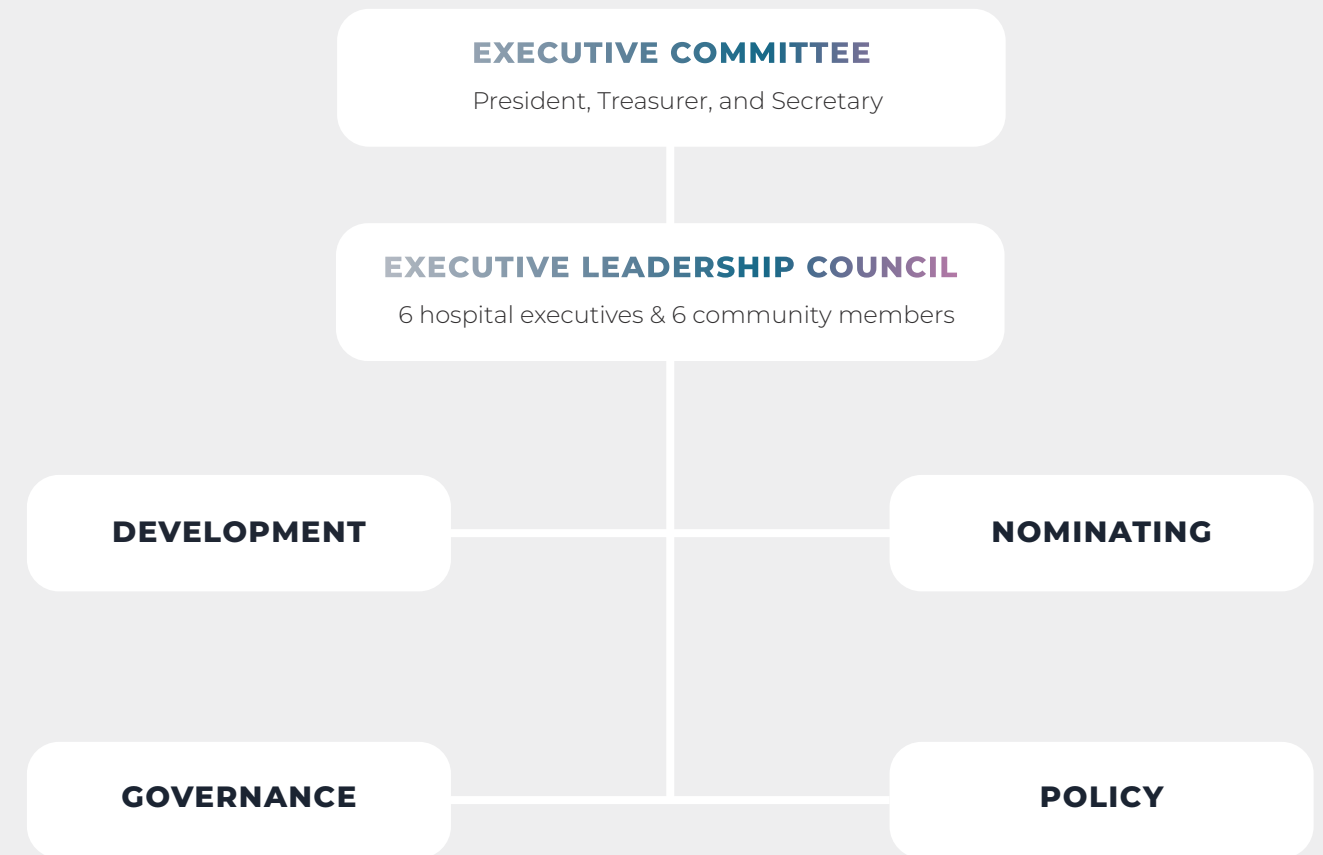 EXECUTIVE COMMITTEE
President, Treasurer, and Secretary
EXECUTIVE LEADERSHIP COUNCIL
6 hospital executives & 6 community members
DEVELOPMENT
NOMINATING
GOVERNANCE
POLICY